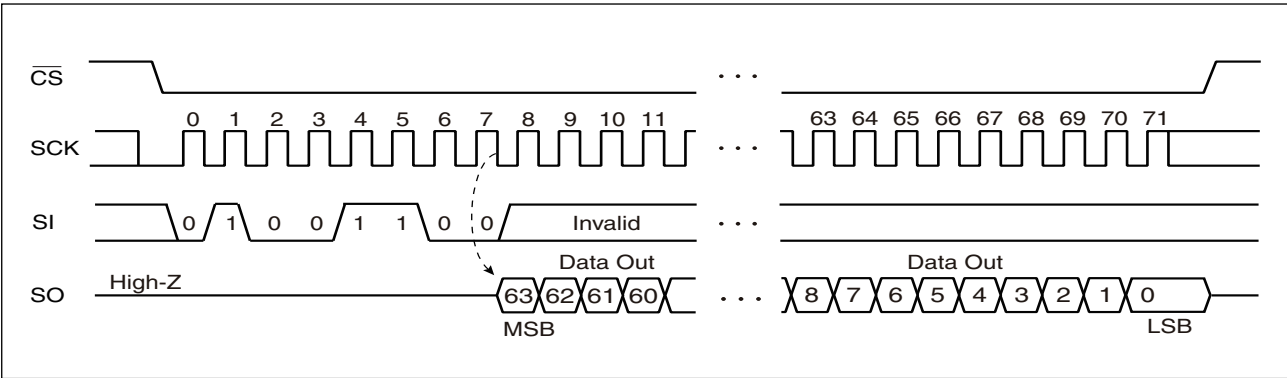 CS
0 1 2 3 4 5 6 7 8 9 10 11 63 64 65 66 67 68 69 70 71
SCK
SI 0 1 0 0 1 1 0 0 Invalid
High-Z Data Out Data Out
SO 63 62 61 60 8 7 6 5 4 3 2 1 0
MSB LSB